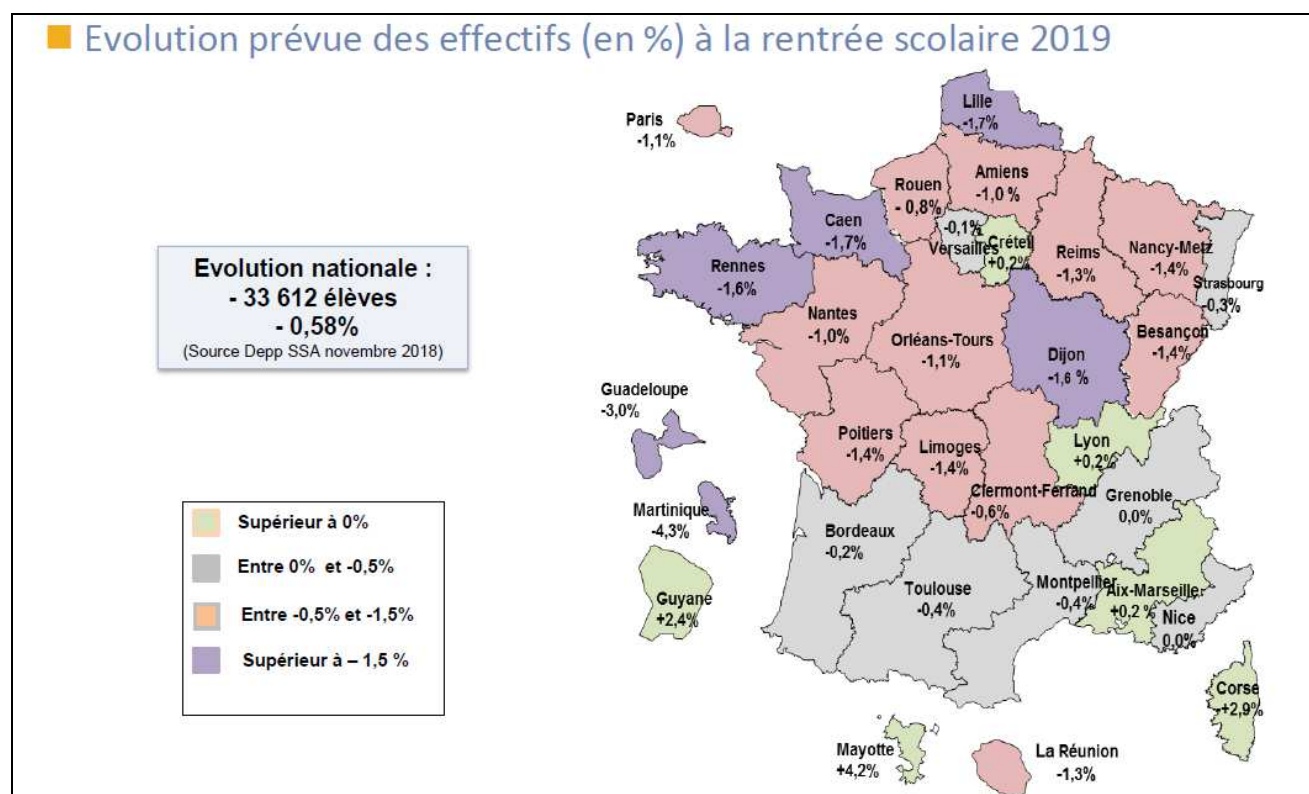 Evolution prévue des effectifs (en %) à la rentrée scolaire 2019
Evolution nationale :
- 33 612 élèves
- 0,58%
(Source Depp SSA novembre 2018)
Supérieur à 0%
Entre 0% et -0,5%
Entre -0,5% et -1,5%
Supérieur à – 1,5 %
Paris
-1,1%
Lille
-1,7%
Amiens
-1,0 %
Rouen
- 0,8%
Caen
-1,7%
-0,1%
Versailles
Créteil
+0,2%
Reims
-1,3%
Nancy-Metz
-1,4%
Strasbourg
-0,3%
Rennes
-1,6%
Nantes
-1,0%
Orléans-Tours
-1,1%
Dijon
-1,6 %
Besançon
-1,4%
Guadeloupe
-3,0%
Poitiers
-1,4%
Limoges
-1,4%
Lyon
+0,2%
Clermont-Ferrand
-0,6%
Grenoble
0,0%
Martinique
-4,3%
Bordeaux
-0,2%
Guyane
+2,4%
Toulouse
-0,4%
Montpellier
-0,4%
Aix-Marseille
+0,2 %
Nice
0,0%
Corse
+2,9%
Mayotte
+4,2%
La Réunion
-1,3%